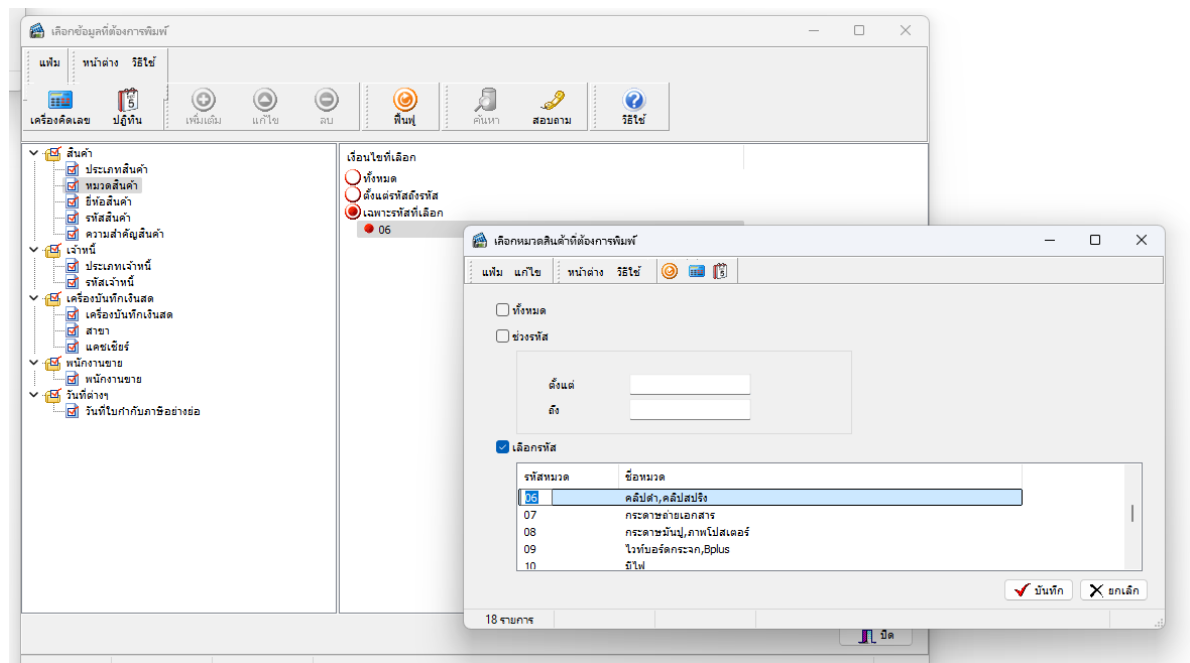 เลือกข้อมูลที่ต้องการพิมพ์
แฟ้ม หน้าต่าง วิธีใช้
เครื่องคิดเลข ปฏิทิน เพิ่มเติม แก้ไข ลบ ฟื้นฟู ค้นหา สอบถาม วิธีใช้
สินค้า
ประเภทสินค้า
หมวดสินค้า
ยี่ห้อสินค้า
รหัสสินค้า
ความสำคัญสินค้า
เจ้าหนี้
ประเภทเจ้าหนี้
รหัสเจ้าหนี้
เครื่องบันทึกเงินสด
เครื่องบันทึกเงินสด
สาขา
แคชเชียร์
พนักงานขาย
พนักงานขาย
วันที่ต่างๆ
วันที่ใบกำกับภาษีอย่างย่อ
เงื่อนไขที่เลือก
ทั้งหมด
ตั้งแต่รหัสถึงรหัส
เฉพาะรหัสที่เลือก
06
เลือกหมวดสินค้าที่ต้องการพิมพ์
แฟ้ม แก้ไข หน้าต่าง วิธีใช้
ทั้งหมด
ช่วงรหัส
ตั้งแต่
ถึง
เลือกรหัส
รหัสหมวด ชื่อหมวด
06 คลิปดำ,คลิปสปริง
07 กระดาษถ่ายเอกสาร
08 กระดาษมันปู,ภาพโปสเตอร์
09 ไวท์บอร์ดกระจก,Bplus
10 บีไฟ
บันทึก ยกเลิก
18 รายการ
ปิด